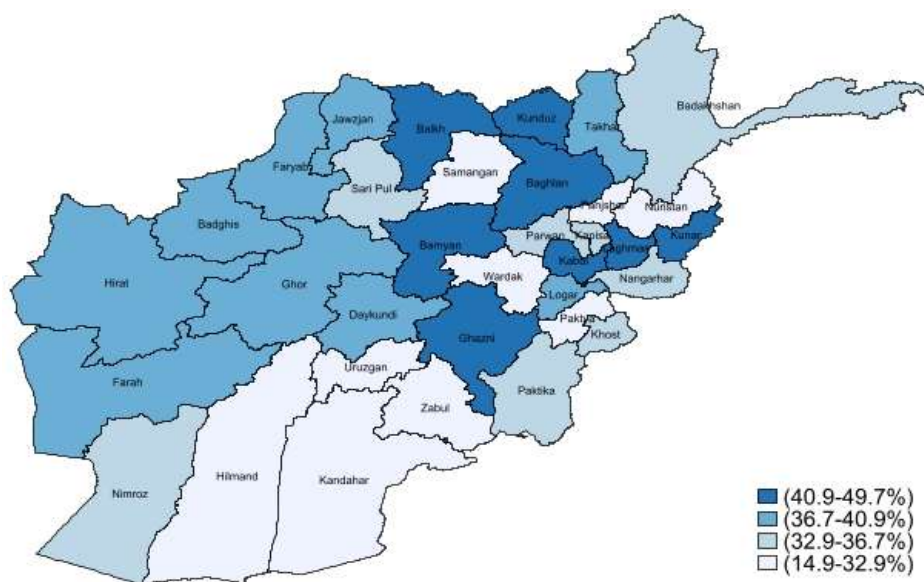 Badakhshan
Jawzjan
Balkh
Kunduz
Takhar
Faryab
Samangan
Sari Pul
Baghlan
Panjsher
Nuristan
Badghis
Parwan
Kapisa
Bamyan
Kunar
Laghman
Kabul
Hirat
Ghor
Wardak
Nangarhar
Logar
Daykundi
Paktya
Khost
Ghazni
Uruzgan
Farah
Paktika
Zabul
Hilmand
Kandahar
Nimroz
(40.9-49.7%)
(36.7-40.9%)
(32.9-36.7%)
(14.9-32.9%)